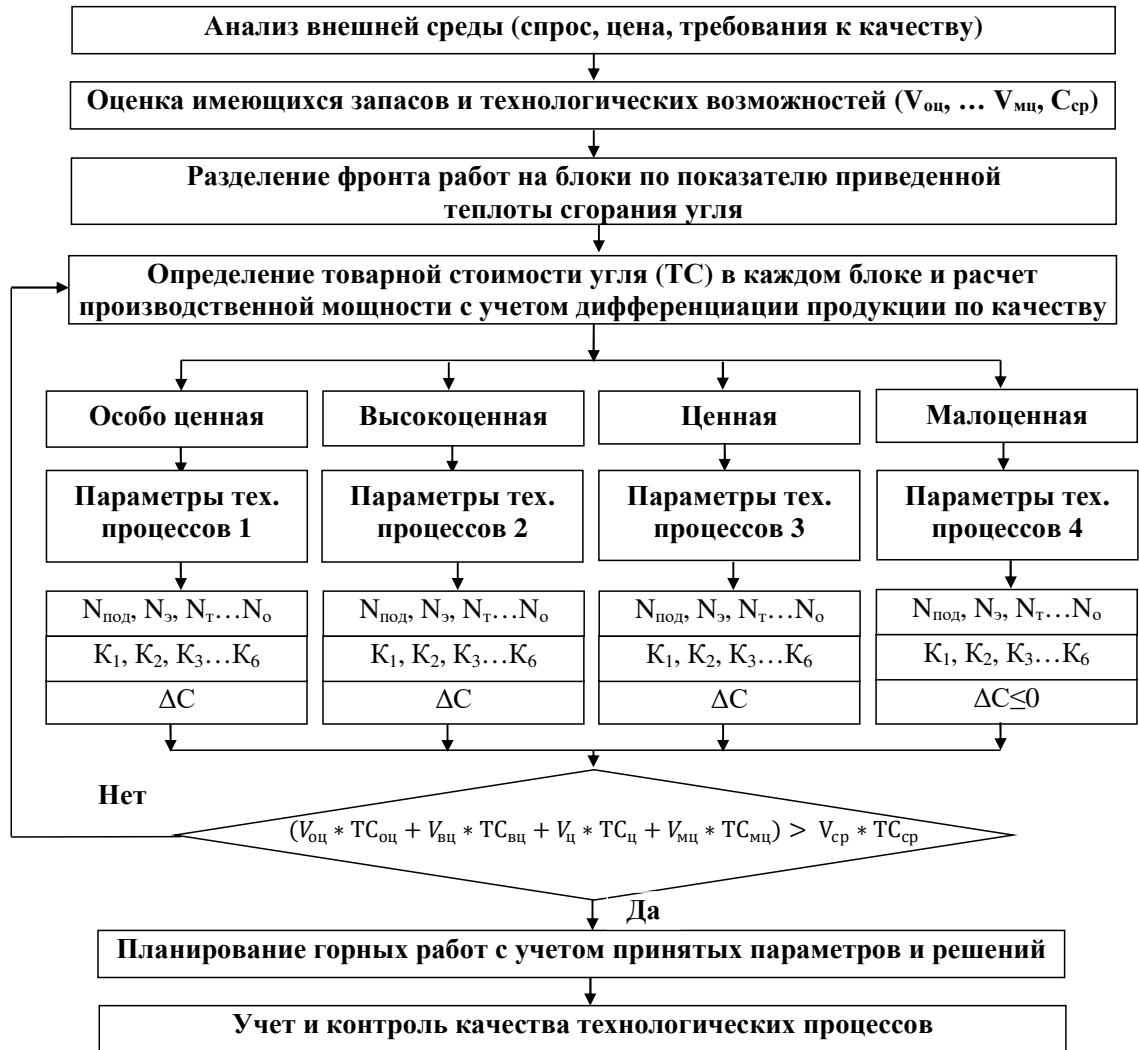 Анализ внешней среды (спрос, цена, требования к качеству)
Оценка имеющихся запасов и технологических возможностей (Vоц, … Vмц, Сср)
Разделение фронта работ на блоки по показателю приведенной
теплоты сгорания угля
Определение товарной стоимости угля (ТС) в каждом блоке и расчет
производственной мощности с учетом дифференциации продукции по качеству
Особо ценная
Высокоценная
Ценная
Малоценная
Параметры тех.
процессов 1
Параметры тех.
процессов 2
Параметры тех.
процессов 3
Параметры тех.
процессов 4
Nпод, Nэ, Nт…Nо
Nпод, Nэ, Nт…Nо
Nпод, Nэ, Nт…Nо
Nпод, Nэ, Nт…Nо
К1, К2, К3…К6
К1, К2, К3…К6
К1, К2, К3…К6
К1, К2, К3…К6
ΔС
ΔС
ΔС
ΔС≤0
Нет
(Vоц * ТСоц + Vвц * ТСвц + Vц * ТСц + Vмц * ТСмц) > Vср * ТСср
Да
Планирование горных работ с учетом принятых параметров и решений
Учет и контроль качества технологических процессов